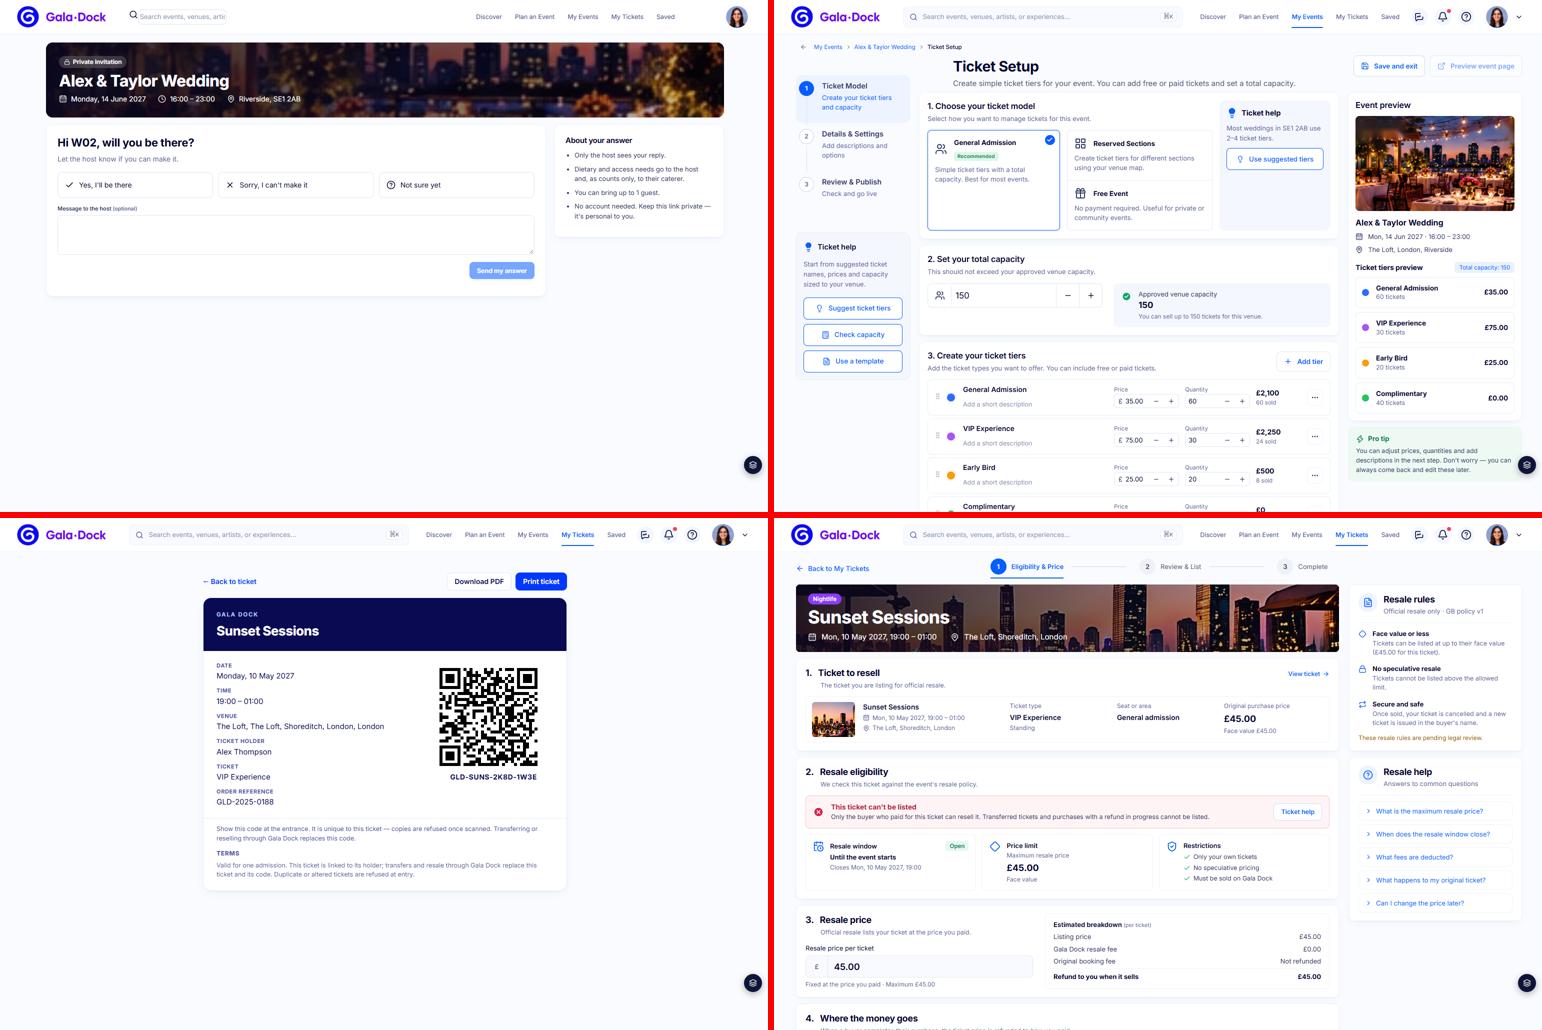 Gala·Dock
Search events, venues, artis
Discover
Plan an Event
My Events
My Tickets
Saved
Private Invitation
Alex & Taylor Wedding
Monday, 14 June 2027
16:00 – 23:00
Riverside, SE1 2AB
Hi W02, will you be there?
Let the host know if you can make it.
Yes, I'll be there
Sorry, I can't make it
Not sure yet
Message to the host (optional)
Send my answer
About your answer
• Only the host sees your reply.
• Dietary and access needs go to the host
and, as counts only, to their caterer.
• You can bring up to 1 guest.
• No account needed. Keep this link private —
it's personal to you.
Gala·Dock
Search events, venues, artists, or experiences...
⌘K
Discover
Plan an Event
My Events
My Tickets
Saved
My Events > Alex & Taylor Wedding > Ticket Setup
Ticket Setup
Create simple ticket tiers for your event. You can add free or paid tickets and set a total capacity.
Save and exit
Preview event page
1
Ticket Model
Create your ticket tiers
and capacity
2
Details & Settings
Add descriptions and
options
3
Review & Publish
Check and go live
Ticket help
Start from suggested ticket
names, prices and capacity
sized to your venue.
Suggest ticket tiers
Check capacity
Use a template
1. Choose your ticket model
Select how you want to manage tickets for this event.
General Admission
Recommended
Simple ticket tiers with a total
capacity. Best for most events.
Reserved Sections
Create ticket tiers for different sections
using your venue map.
Free Event
No payment required. Useful for private or
community events.
Ticket help
Most weddings in SE1 2AB use
2–4 ticket tiers.
Use suggested tiers
2. Set your total capacity
This should not exceed your approved venue capacity.
150
Approved venue capacity
150
You can sell up to 150 tickets for this venue.
3. Create your ticket tiers
Add the ticket types you want to offer. You can include free or paid tickets.
Add tier
General Admission
Add a short description
Price
£ 35.00
Quantity
60
£2,100
60 sold
VIP Experience
Add a short description
Price
£ 75.00
Quantity
30
£2,250
24 sold
Early Bird
Add a short description
Price
£ 25.00
Quantity
20
£500
8 sold
Complimentary
Price
Quantity
£0
Event preview
Alex & Taylor Wedding
Mon, 14 Jun 2027 · 16:00 – 23:00
The Loft, London, Riverside
Ticket tiers preview
Total capacity: 150
General Admission
60 tickets
£35.00
VIP Experience
30 tickets
£75.00
Early Bird
20 tickets
£25.00
Complimentary
40 tickets
£0.00
Pro tip
You can adjust prices, quantities and add
descriptions in the next step. Don't worry — you can
always come back and edit these later.
Gala·Dock
Search events, venues, artists, or experiences...
⌘K
Discover
Plan an Event
My Events
My Tickets
Saved
← Back to ticket
Download PDF
Print ticket
GALA DOCK
Sunset Sessions
DATE
Monday, 10 May 2027
TIME
19:00 – 01:00
VENUE
The Loft, The Loft, Shoreditch, London, London
TICKET HOLDER
Alex Thompson
TICKET
VIP Experience
ORDER REFERENCE
GLD-2025-0188
GLD-SUNS-2K8D-1W3E
Show this code at the entrance. It is unique to this ticket — copies are refused once scanned. Transferring or
reselling through Gala Dock replaces this code.
TERMS
Valid for one admission. This ticket is linked to its holder; transfers and resale through Gala Dock replace this
ticket and its code. Duplicate or altered tickets are refused at entry.
Gala·Dock
Search events, venues, artists, or experiences...
⌘K
Discover
Plan an Event
My Events
My Tickets
Saved
← Back to My Tickets
1 Eligibility & Price
2 Review & List
3 Complete
Nightlife
Sunset Sessions
Mon, 10 May 2027, 19:00 – 01:00
The Loft, Shoreditch, London
1. Ticket to resell
The ticket you are listing for official resale.
View ticket →
Sunset Sessions
Mon, 10 May 2027, 19:00 – 01:00
The Loft, Shoreditch, London
Ticket type
VIP Experience
Standing
Seat or area
General admission
Original purchase price
£45.00
Face value £45.00
2. Resale eligibility
We check this ticket against the event's resale policy.
This ticket can't be listed
Only the buyer who paid for this ticket can resell it. Transferred tickets and purchases with a refund in progress cannot be listed.
Ticket help
Resale window
Open
Until the event starts
Closes Mon, 10 May 2027, 19:00
Price limit
Maximum resale price
£45.00
Face value
Restrictions
Only your own tickets
No speculative pricing
Must be sold on Gala Dock
3. Resale price
Official resale lists your ticket at the price you paid.
Resale price per ticket
£ 45.00
Fixed at the price you paid · Maximum £45.00
Estimated breakdown (per ticket)
Listing price £45.00
Gala Dock resale fee £0.00
Original booking fee Not refunded
Refund to you when it sells £45.00
4. Where the money goes
Resale rules
Official resale only · GB policy v1
Face value or less
Tickets can be listed at up to their face value
(£45.00 for this ticket).
No speculative resale
Tickets cannot be listed above the allowed
limit.
Secure and safe
Once sold, your ticket is cancelled and a new
ticket is issued in the buyer's name.
These resale rules are pending legal review.
Resale help
Answers to common questions
What is the maximum resale price?
When does the resale window close?
What fees are deducted?
What happens to my original ticket?
Can I change the price later?